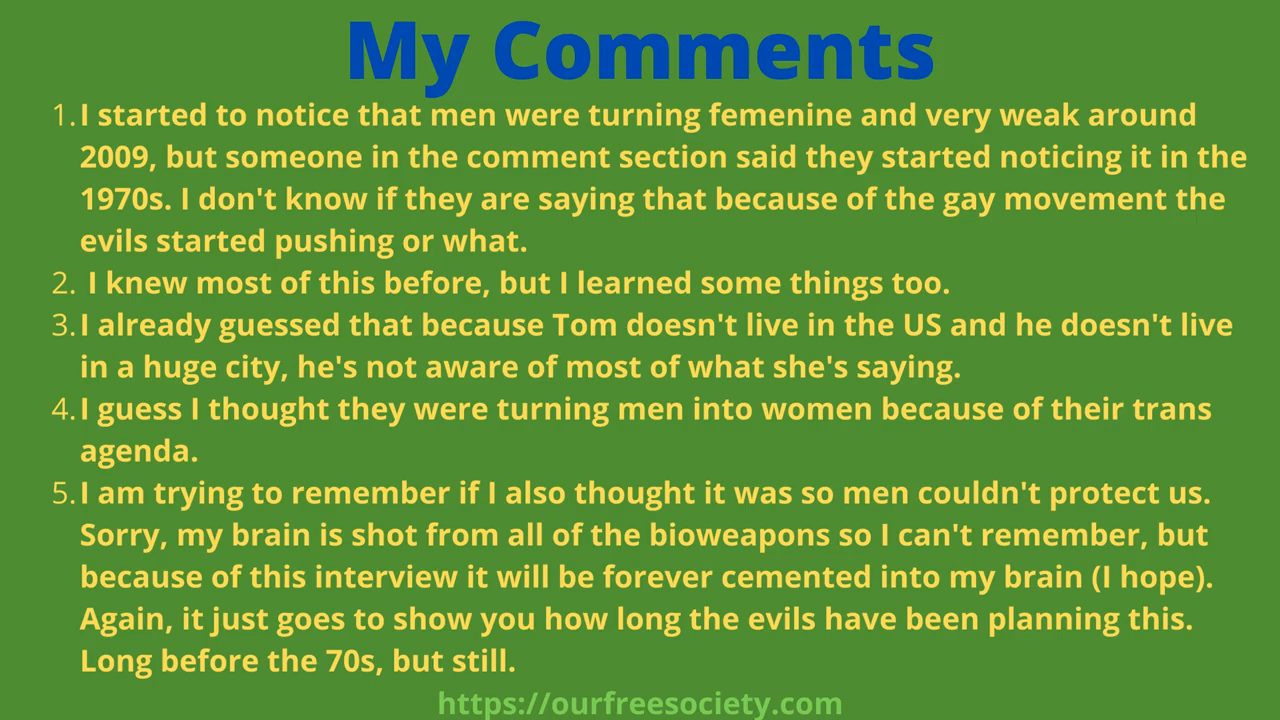 My Comments
1. I started to notice that men were turning femenine and very weak around
2009, but someone in the comment section said they started noticing it in the
1970s. I don't know if they are saying that because of the gay movement the
evils started pushing or what.
2. I knew most of this before, but I learned some things too.
3. I already guessed that because Tom doesn't live in the US and he doesn't live
in a huge city, he's not aware of most of what she's saying.
4. I guess I thought they were turning men into women because of their trans
agenda.
5. I am trying to remember if I also thought it was so men couldn't protect us.
Sorry, my brain is shot from all of the bioweapons so I can't remember, but
because of this interview it will be forever cemented into my brain (I hope).
Again, it just goes to show you how long the evils have been planning this.
Long before the 70s, but still.
https://ourfreesociety.com